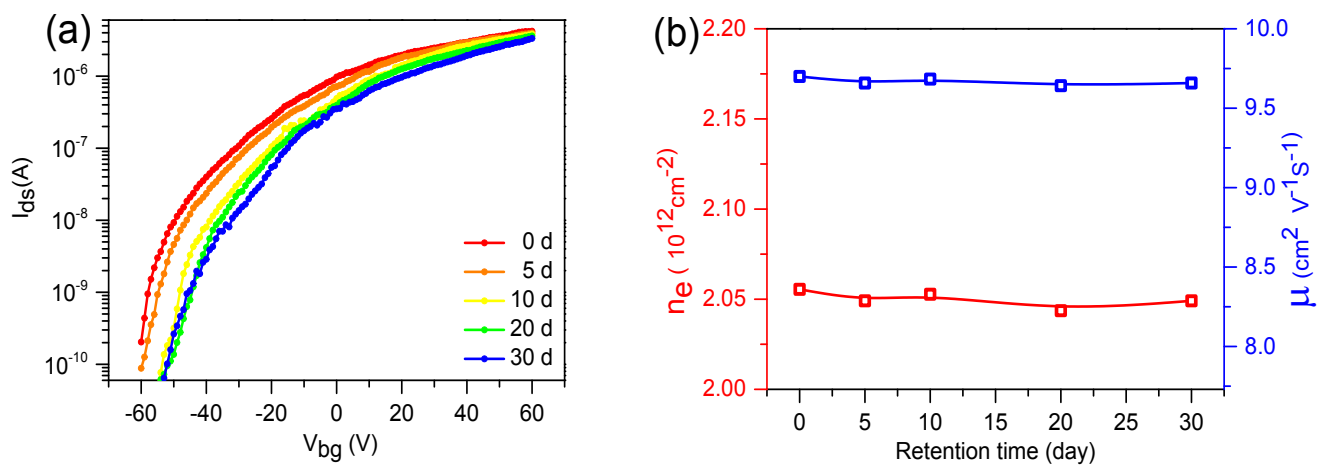 (a)
10⁻⁶
10⁻⁷
10⁻⁸
10⁻⁹
10⁻¹⁰
Ids(A)
0 d
5 d
10 d
20 d
30 d
-60 -40 -20 0 20 40 60
Vbg (V)
(b)
2.20
2.15
2.10
2.05
2.00
ne ( 10¹²cm-2)
10.0
9.5
9.0
8.5
8.0
μ (cm² V⁻¹S⁻¹)
0 5 10 15 20 25 30
Retention time (day)